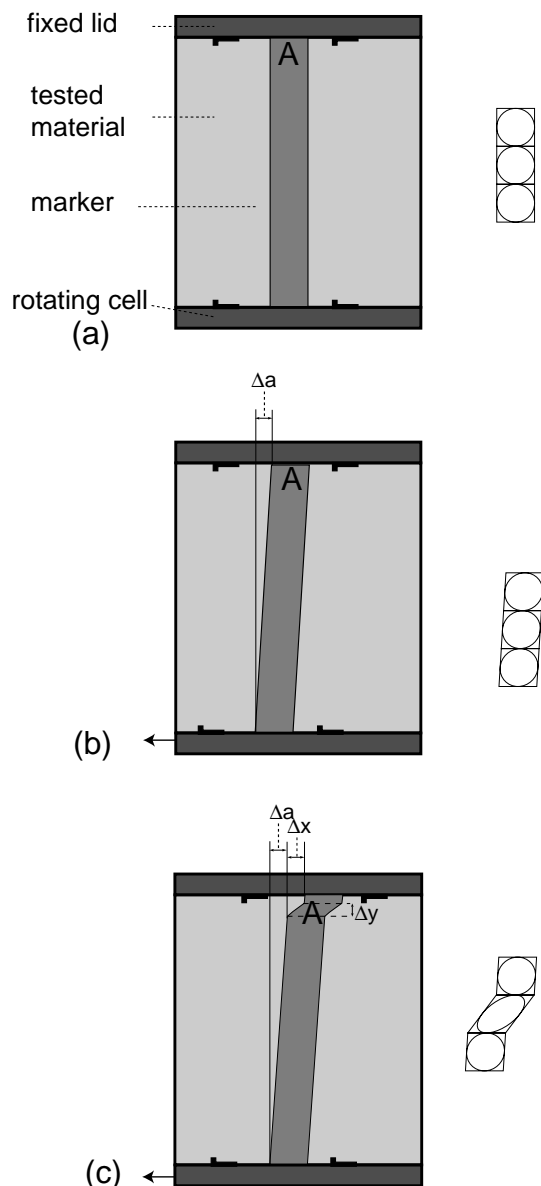 fixed lid
A
tested
material
marker
rotating cell
(a)
Δa
A
(b)
Δa
Δx
A
Δy
(c)